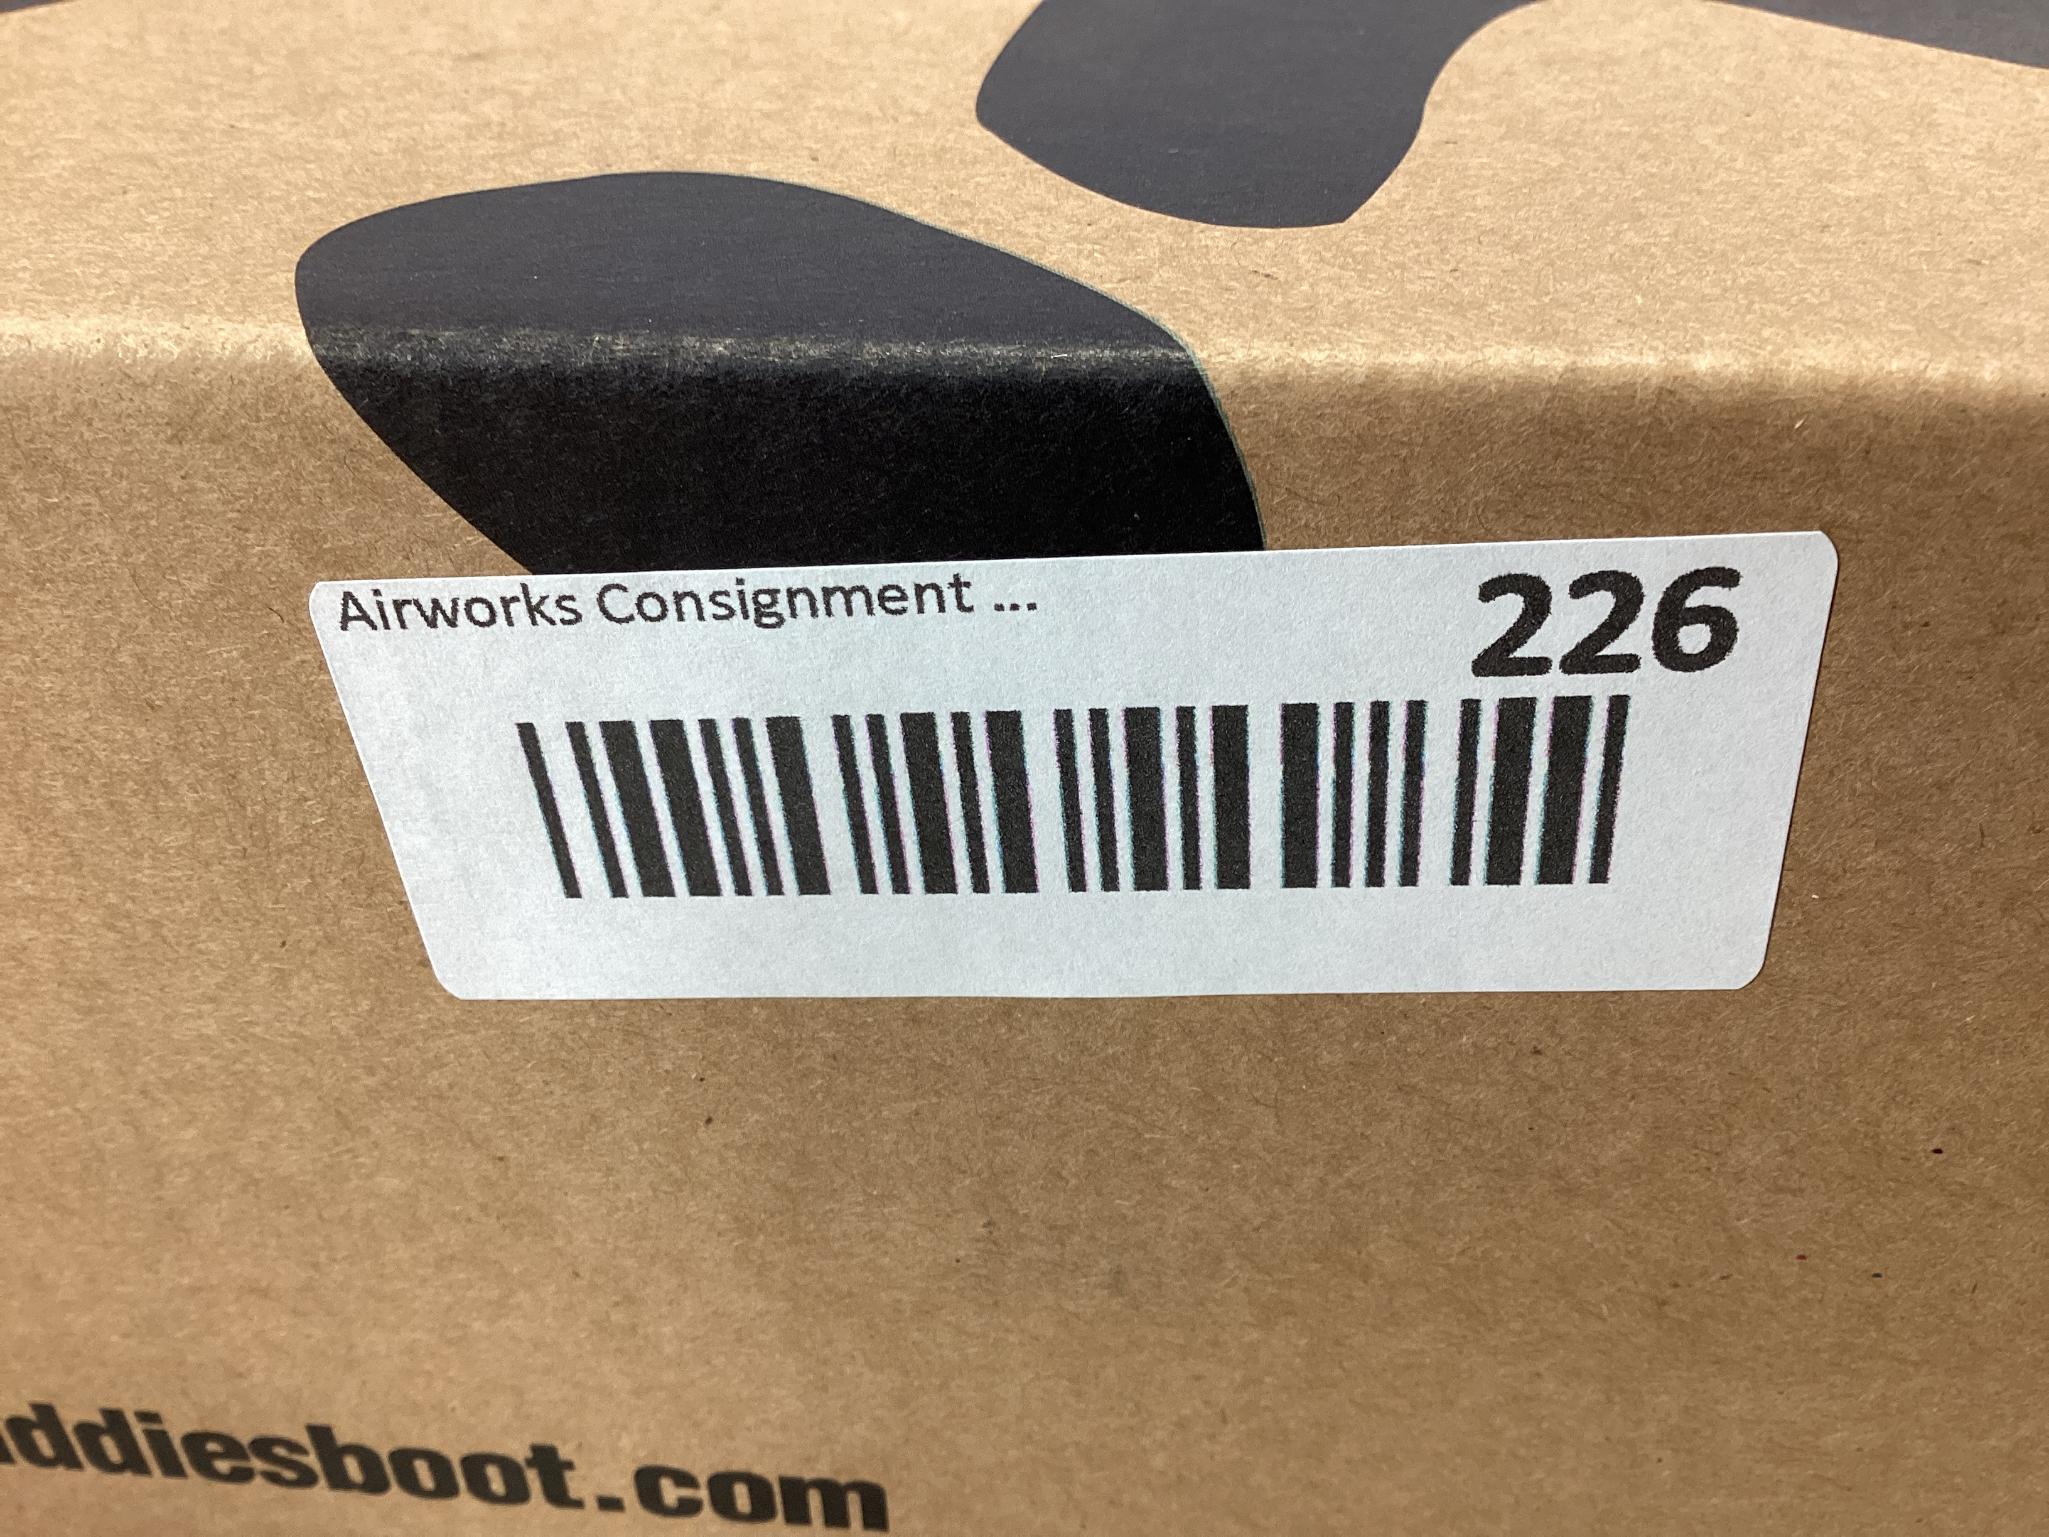 Airworks Consignment ...
226
ddiesboot.com